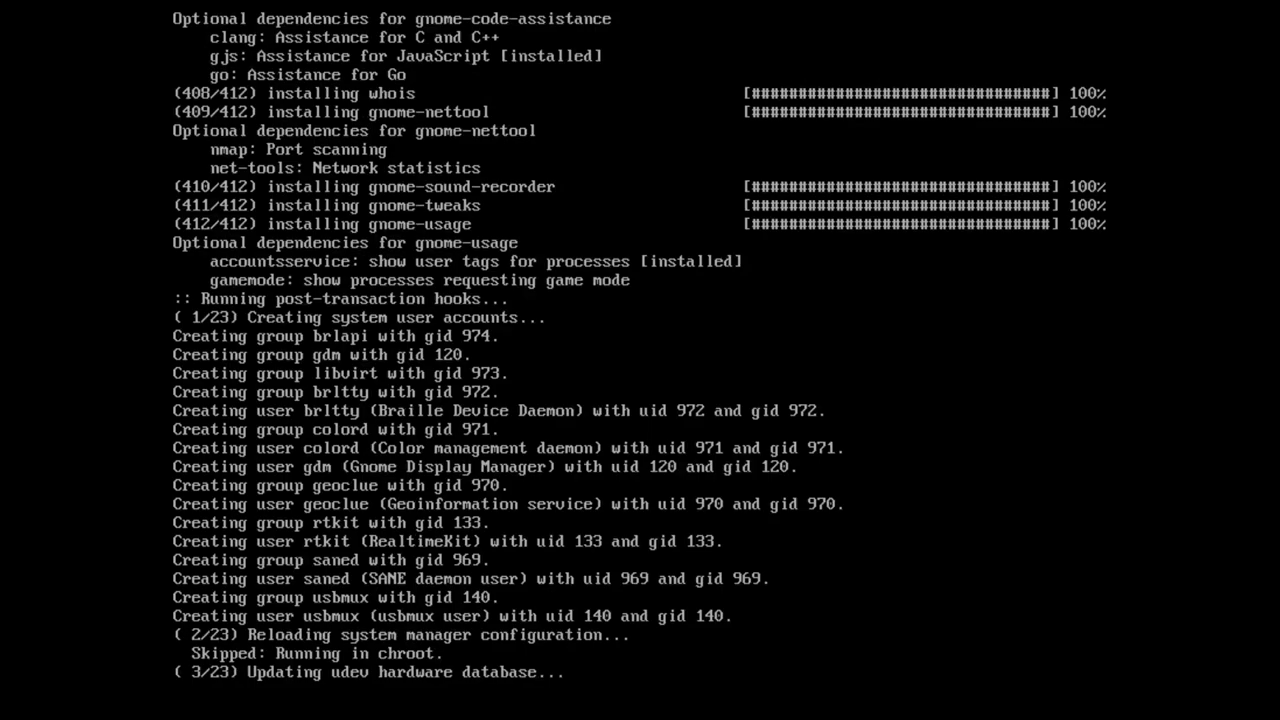 Optional dependencies for gnome-code-assistance
    clang: Assistance for C and C++
    gjs: Assistance for JavaScript [installed]
    go: Assistance for Go
(408/412) installing whois [################################] 100%
(409/412) installing gnome-nettool [################################] 100%
Optional dependencies for gnome-nettool
    nmap: Port scanning
    net-tools: Network statistics
(410/412) installing gnome-sound-recorder [################################] 100%
(411/412) installing gnome-tweaks [################################] 100%
(412/412) installing gnome-usage [################################] 100%
Optional dependencies for gnome-usage
    accountsservice: show user tags for processes [installed]
    gamemode: show processes requesting game mode
:: Running post-transaction hooks...
( 1/23) Creating system user accounts...
Creating group brlapi with gid 974.
Creating group gdm with gid 120.
Creating group libvirt with gid 973.
Creating group brltty with gid 972.
Creating user brltty (Braille Device Daemon) with uid 972 and gid 972.
Creating group colord with gid 971.
Creating user colord (Color management daemon) with uid 971 and gid 971.
Creating user gdm (Gnome Display Manager) with uid 120 and gid 120.
Creating group geoclue with gid 970.
Creating user geoclue (Geoinformation service) with uid 970 and gid 970.
Creating group rtkit with gid 133.
Creating user rtkit (RealtimeKit) with uid 133 and gid 133.
Creating group saned with gid 969.
Creating user saned (SANE daemon user) with uid 969 and gid 969.
Creating group usbmux with gid 140.
Creating user usbmux (usbmux user) with uid 140 and gid 140.
( 2/23) Reloading system manager configuration...
  Skipped: Running in chroot.
( 3/23) Updating udev hardware database...